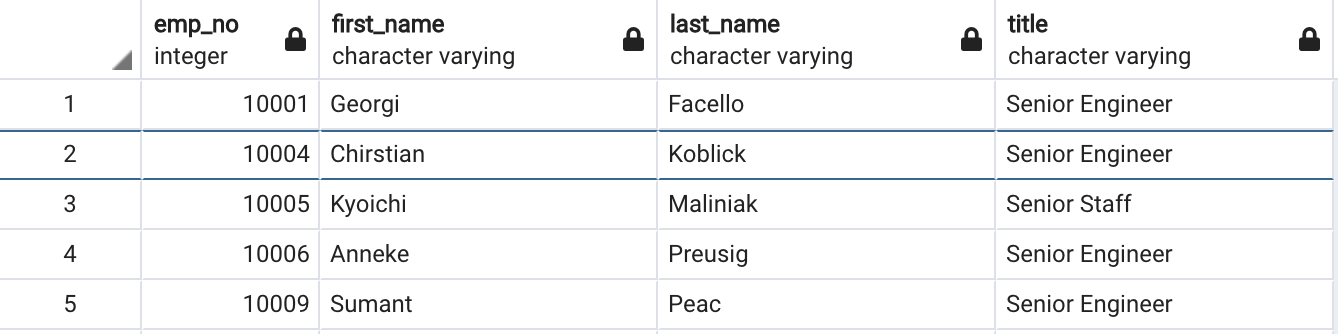 emp_no first_name last_name title
integer character varying character varying character varying
1 10001 Georgi Facello Senior Engineer
2 10004 Chirstian Koblick Senior Engineer
3 10005 Kyoichi Maliniak Senior Staff
4 10006 Anneke Preusig Senior Engineer
5 10009 Sumant Peac Senior Engineer